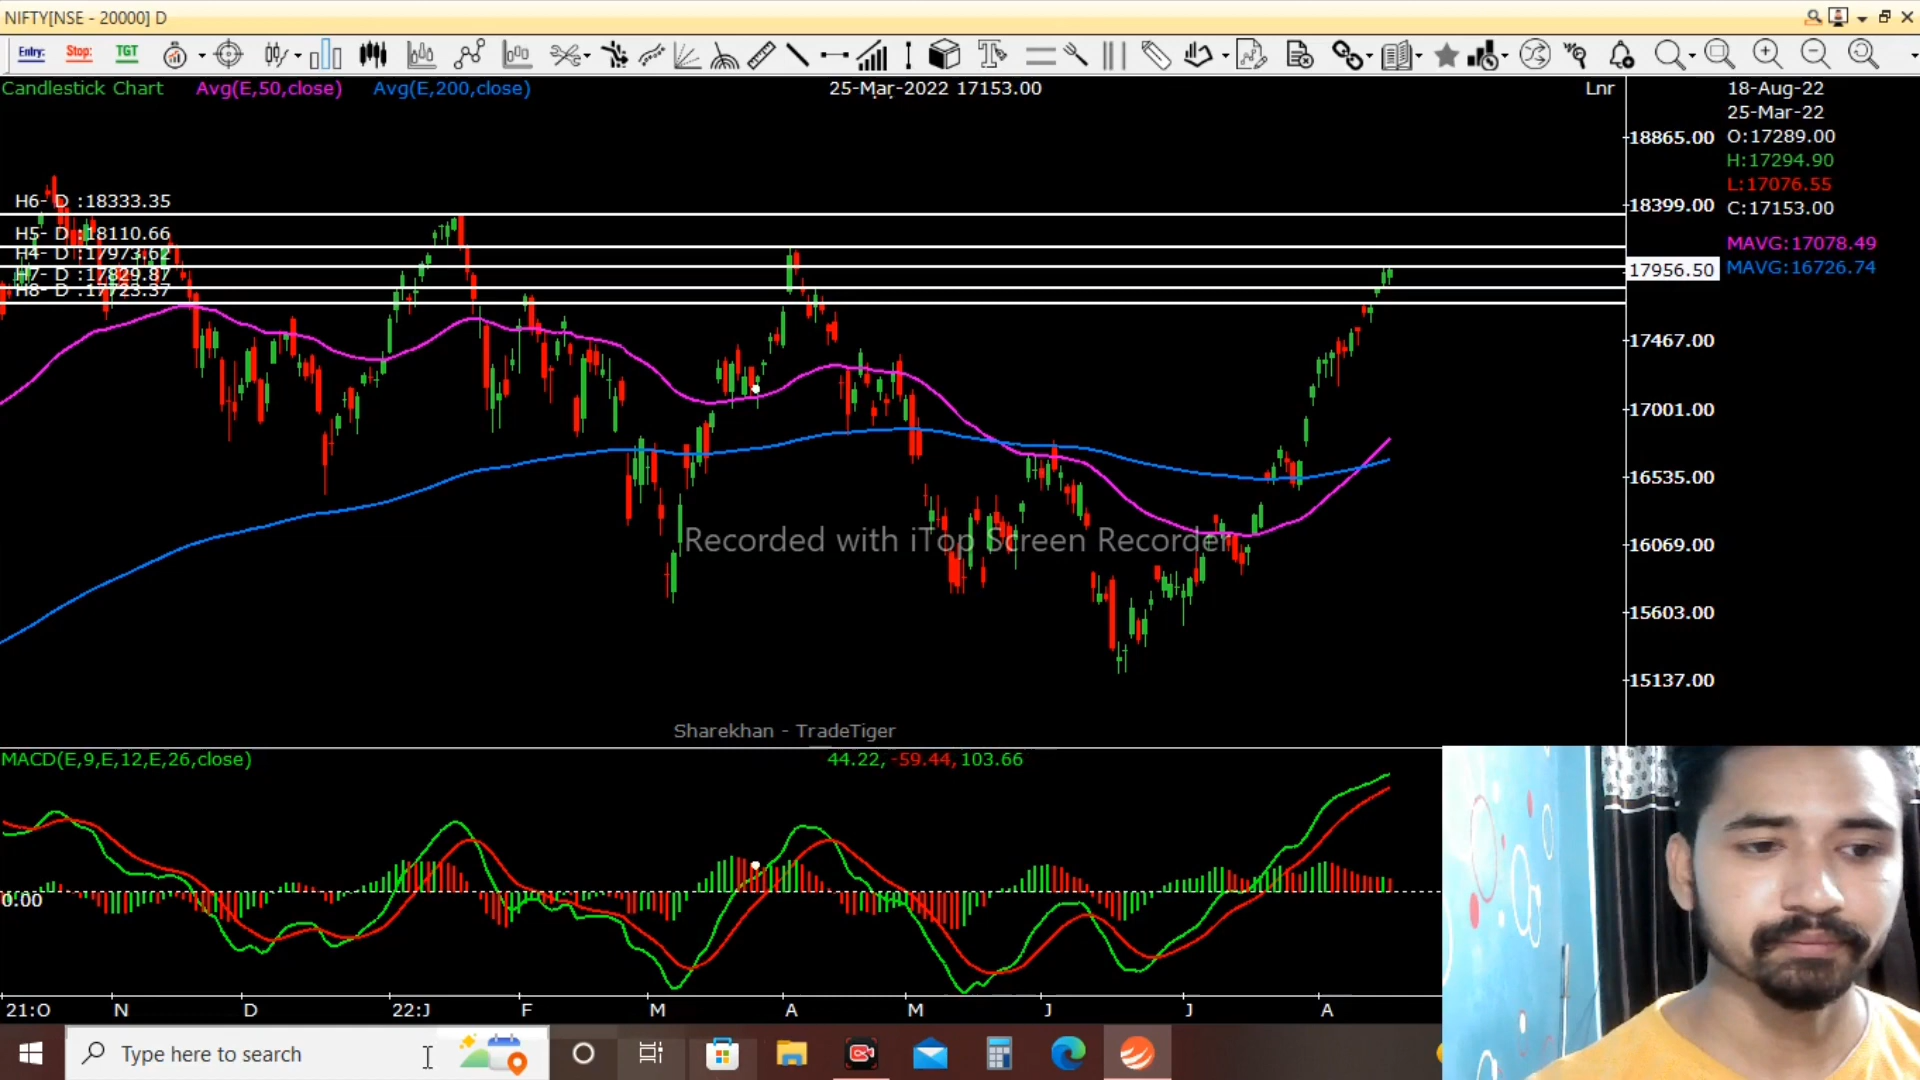 NIFTY[NSE - 20000] D
Entry: Stop: TGT
Candlestick Chart Avg(E,50,close) Avg(E,200,close) 25-Mar-2022 17153.00 Lnr
18-Aug-22
25-Mar-22
O:17289.00
H:17294.90
L:17076.55
C:17153.00
MAVG:17078.49
MAVG:16726.74
18865.00
18399.00
17956.50
17467.00
17001.00
16535.00
16069.00
15603.00
15137.00
H6- D :18333.35
H5- D :18110.66
H4- D :17973.62
H7- D :17829.87
H8- D :17723.37
Recorded with iTop Screen Recorder
Sharekhan - TradeTiger
MACD(E,9,E,12,E,26,close) 44.22, -59.44, 103.66
0.00
21:O N D 22:J F M A M J J A
Type here to search